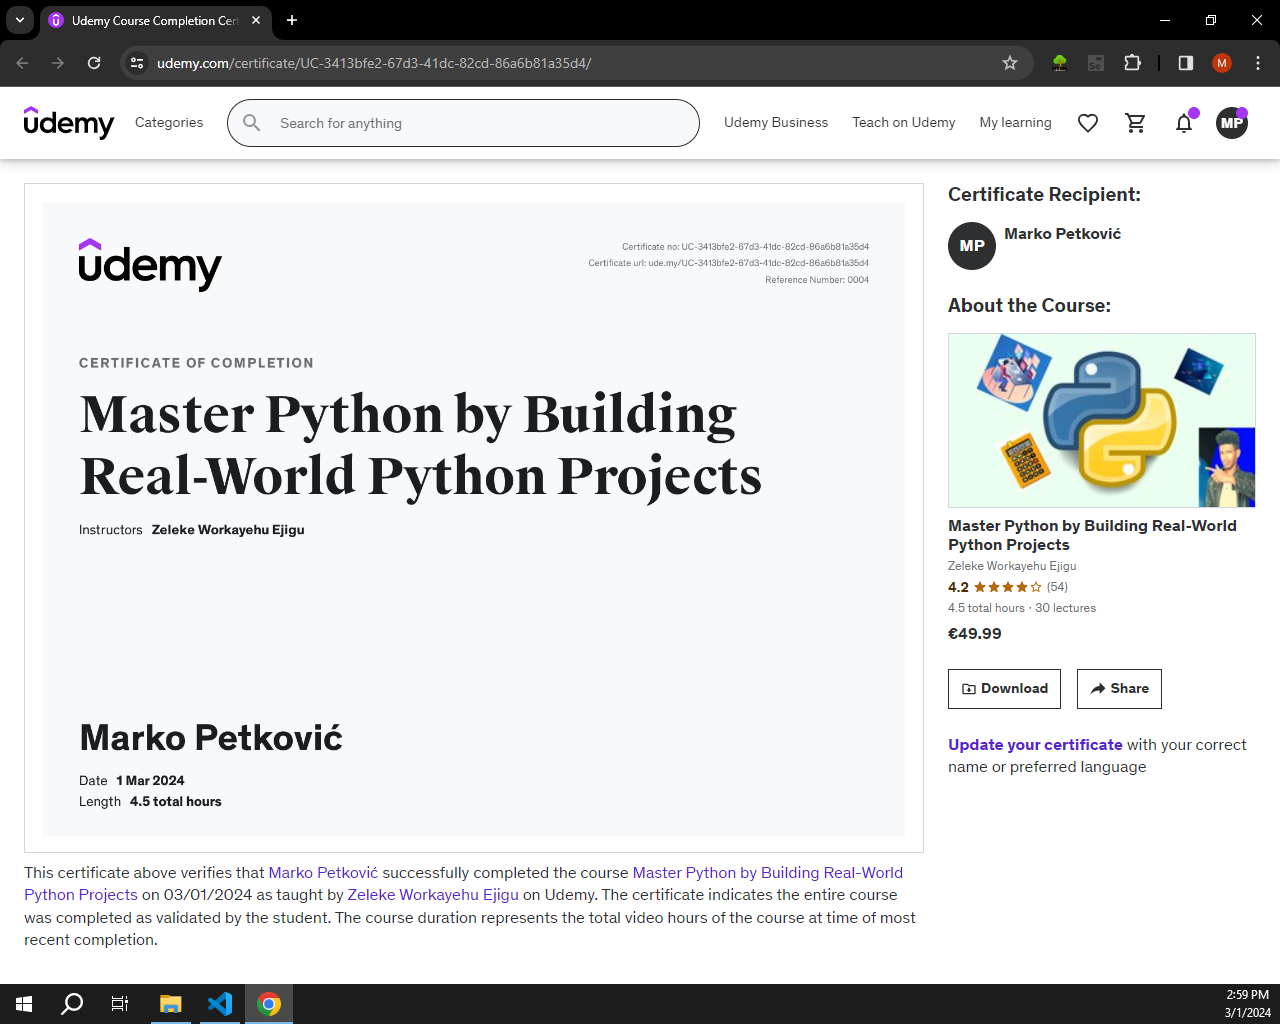 Udemy Course Completion Cert
udemy.com/certificate/UC-3413bfe2-67d3-41dc-82cd-86a6b81a35d4/
M
udemy
Categories
Search for anything
Udemy Business
Teach on Udemy
My learning
MP
udemy
Certificate no: UC-3413bfe2-67d3-41dc-82cd-86a6b81a35d4
Certificate url: ude.my/UC-3413bfe2-67d3-41dc-82cd-86a6b81a35d4
Reference Number: 0004
CERTIFICATE OF COMPLETION
Master Python by Building
Real-World Python Projects
Instructors Zeleke Workayehu Ejigu
Marko Petković
Date 1 Mar 2024
Length 4.5 total hours
This certificate above verifies that Marko Petković successfully completed the course Master Python by Building Real-World
Python Projects on 03/01/2024 as taught by Zeleke Workayehu Ejigu on Udemy. The certificate indicates the entire course
was completed as validated by the student. The course duration represents the total video hours of the course at time of most
recent completion.
Certificate Recipient:
MP
Marko Petković
About the Course:
Master Python by Building Real-World
Python Projects
Zeleke Workayehu Ejigu
4.2 (54)
4.5 total hours · 30 lectures
€49.99
Download
Share
Update your certificate with your correct
name or preferred language
2:59 PM
3/1/2024